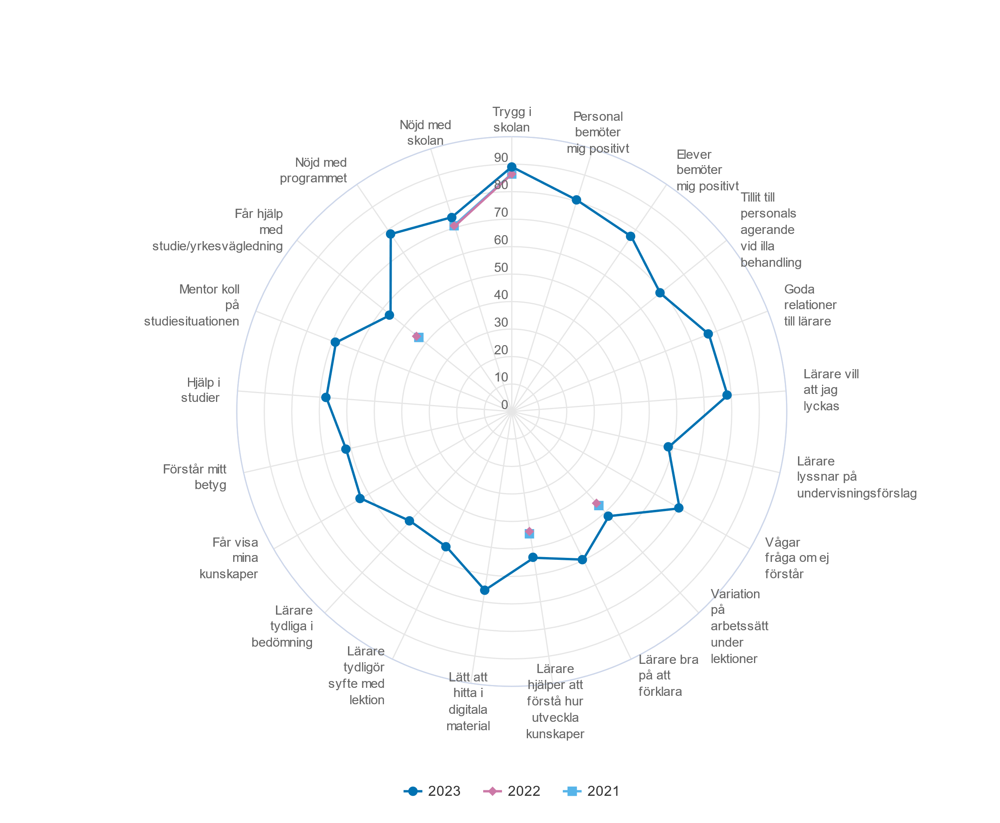 Trygg i
skolan
Personal
bemöter
mig positivt
Elever
bemöter
mig positivt
Tillit till
personals
agerande
vid illa
behandling
Goda
relationer
till lärare
Lärare vill
att jag
lyckas
Lärare
lyssnar på
undervisningsförslag
Vågar
fråga om ej
förstår
Variation
på
arbetssätt
under
lektioner
Lärare bra
på att
förklara
Lärare
hjälper att
förstå hur
utveckla
kunskaper
Lätt att
hitta i
digitala
material
Lärare
tydligör
syfte med
lektion
Lärare
tydliga i
bedömning
Får visa
mina
kunskaper
Förstår mitt
betyg
Hjälp i
studier
Mentor koll
på
studiesituationen
Får hjälp
med
studie/yrkesvägledning
Nöjd med
programmet
Nöjd med
skolan
90
80
70
60
50
40
30
20
10
0
2023
2022
2021